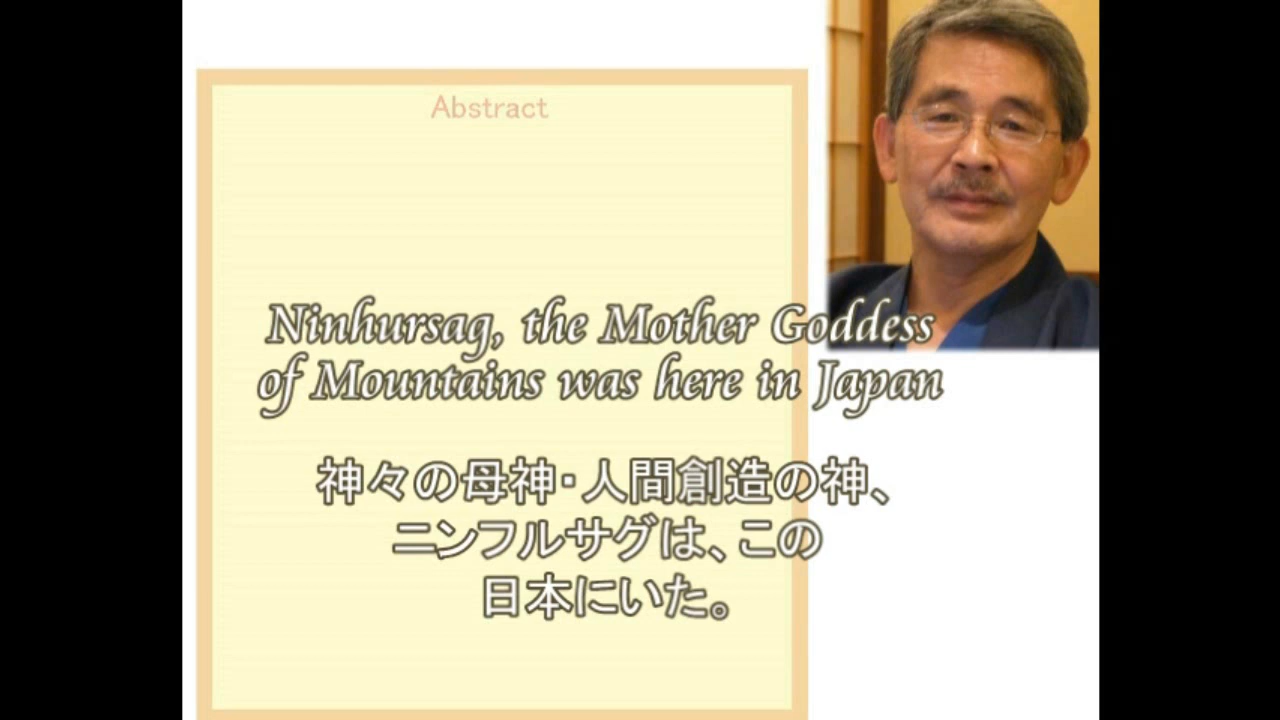 Abstract
Ninhursag, the Mother Goddess
of Mountains was here in Japan
神々の母神・人間創造の神、
ニンフルサグは、この
日本にいた。